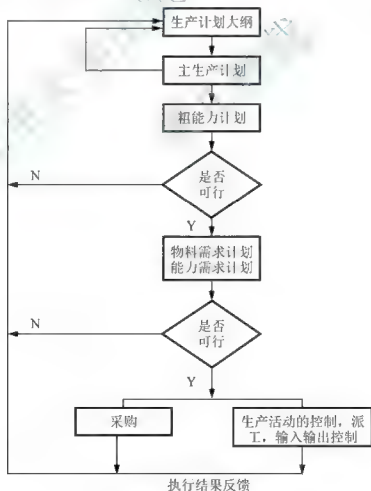 生产计划大纲
主生产计划
粗能力计划
是否
可行
N
Y
物料需求计划
能力需求计划
是否
可行
N
Y
采购
生产活动的控制，派
工，输入输出控制
执行结果反馈